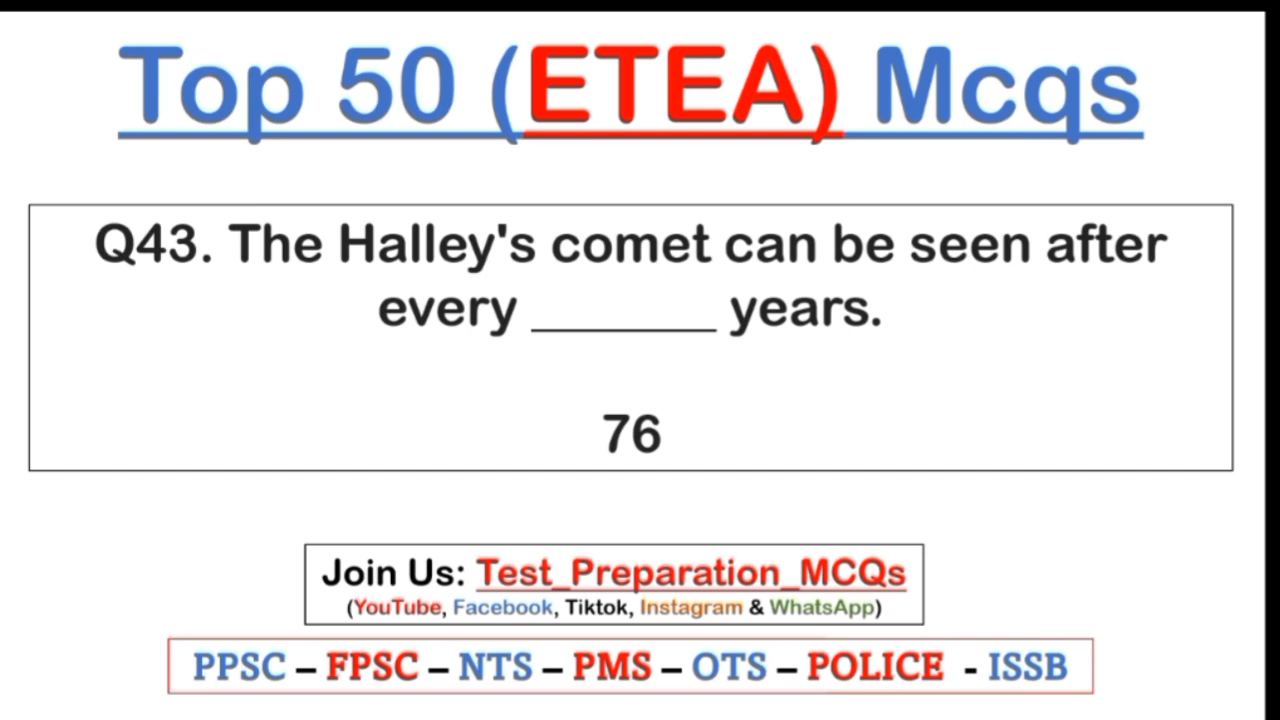 Top 50 (ETEA) Mcqs
Q43. The Halley's comet can be seen after
every _______ years.
76
Join Us: Test_Preparation_MCQs
(YouTube, Facebook, Tiktok, Instagram & WhatsApp)
PPSC – FPSC – NTS – PMS – OTS – POLICE - ISSB